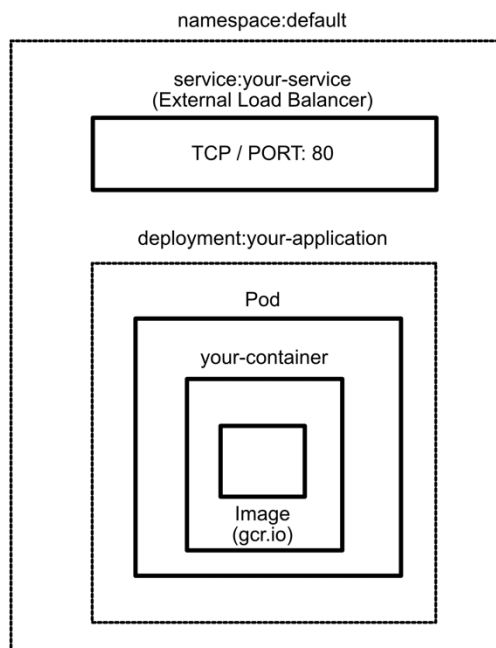 namespace:default
service:your-service
(External Load Balancer)
TCP / PORT: 80
deployment:your-application
Pod
your-container
Image
(gcr.io)